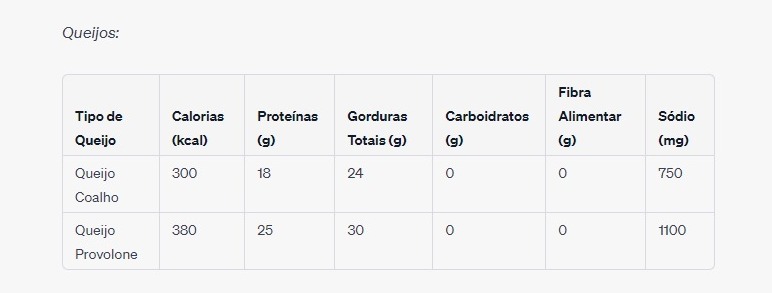 Queijos:
Tipo de Queijo Calorias (kcal) Proteínas (g) Gorduras Totais (g) Carboidratos (g) Fibra Alimentar (g) Sódio (mg)
Queijo Coalho 300 18 24 0 0 750
Queijo Provolone 380 25 30 0 0 1100